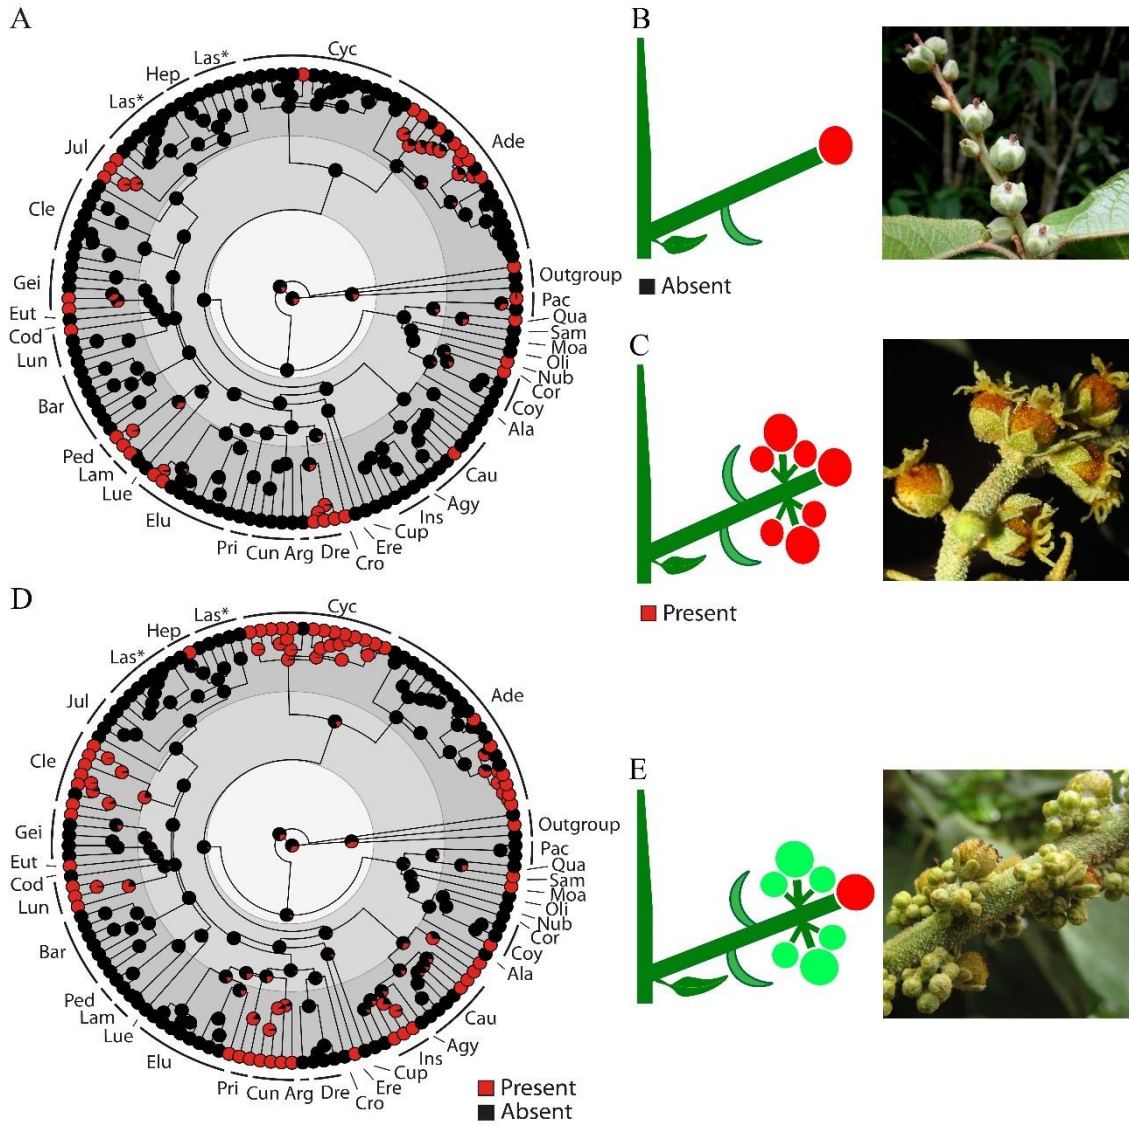 A
Las*
Cyc
Hep
Las*
Ade
Jul
Cle
Gei
Eut
Cod
Lun
Bar
Ped
Lam
Lue
Elu
Pri
Cun
Arg
Dre
Cro
Ere
Cup
Ins
Agy
Cau
Ala
Coy
Cor
Nub
Oli
Moa
Sam
Qua
Pac
Outgroup
B
Absent
C
Present
D
Las*
Cyc
Hep
Las*
Ade
Jul
Cle
Gei
Eut
Cod
Lun
Bar
Ped
Lam
Lue
Elu
Pri
Cun
Arg
Dre
Cro
Ere
Cup
Ins
Agy
Cau
Ala
Coy
Cor
Nub
Oli
Moa
Sam
Qua
Pac
Outgroup
Present
Absent
E